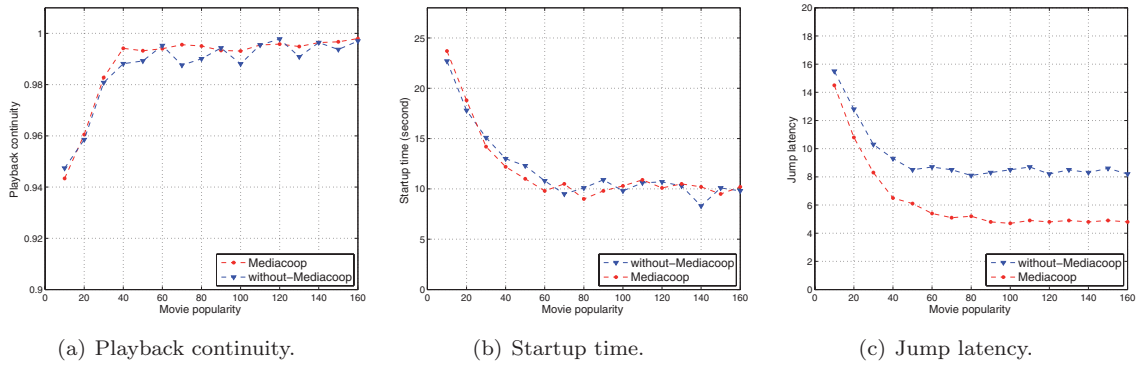 1
0.98
0.96
0.94
0.92
0.9
0 20 40 60 80 100 120 140 160
Playback continuity
Movie popularity
Mediacoop
without-Mediacoop
(a) Playback continuity.
25
20
15
10
5
0
0 20 40 60 80 100 120 140 160
Startup time (second)
Movie popularity
without-Mediacoop
Mediacoop
(b) Startup time.
20
18
16
14
12
10
8
6
4
2
0
0 20 40 60 80 100 120 140 160
Jump latency
Movie popularity
without-Mediacoop
Mediacoop
(c) Jump latency.